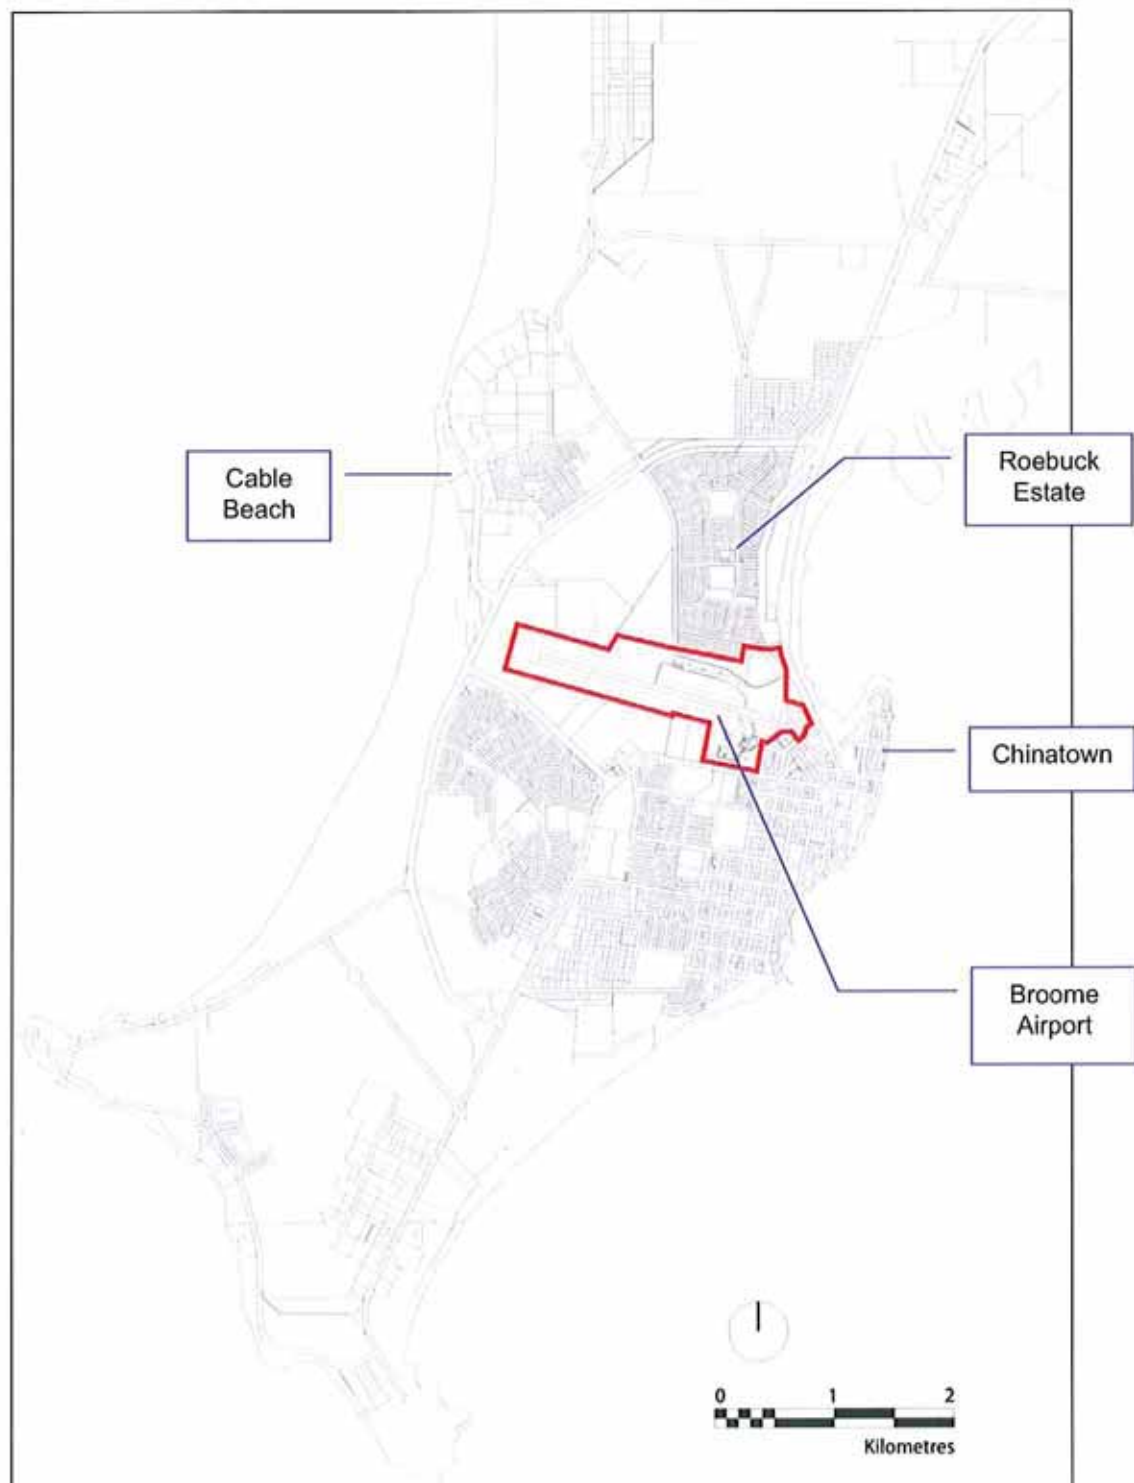 Cable
Beach
Roebuck
Estate
Chinatown
Broome
Airport
0 1 2
Kilometres